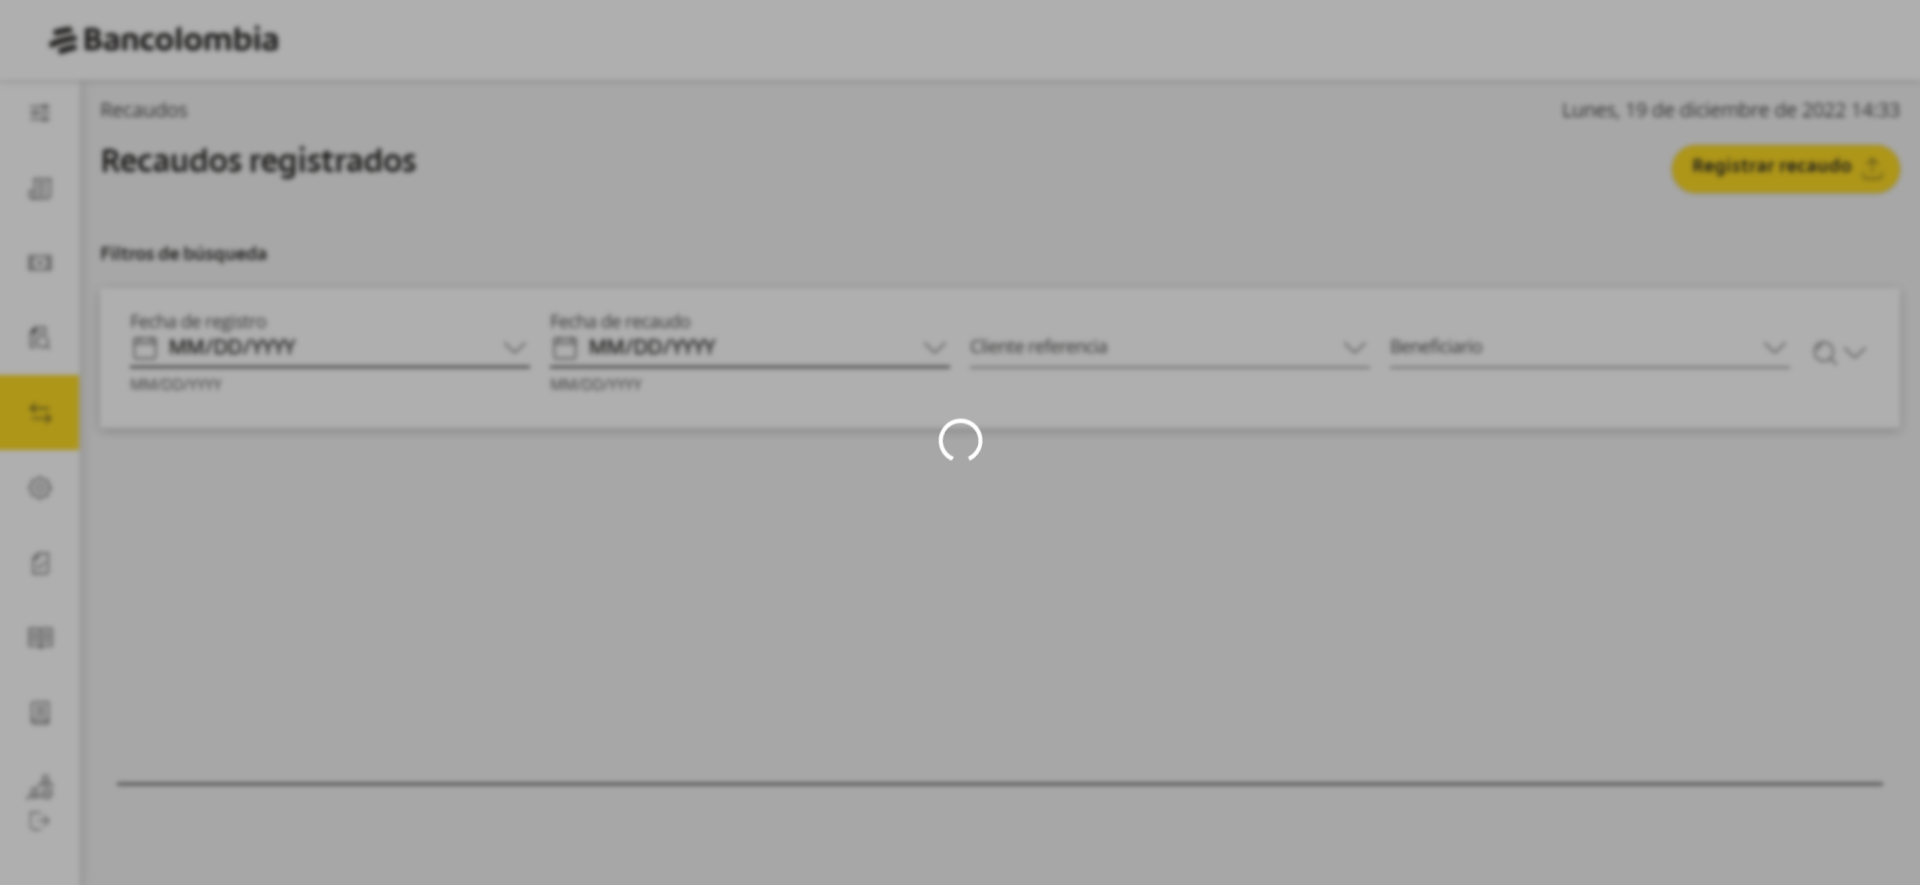 Bancolombia
Recaudos
Lunes, 19 de diciembre de 2022 14:33
Recaudos registrados
Registrar recaudo
Filtros de búsqueda
Fecha de registro
MM/DD/YYYY
MM/DD/YYYY
Fecha de recaudo
MM/DD/YYYY
MM/DD/YYYY
Cliente referencia
Beneficiario